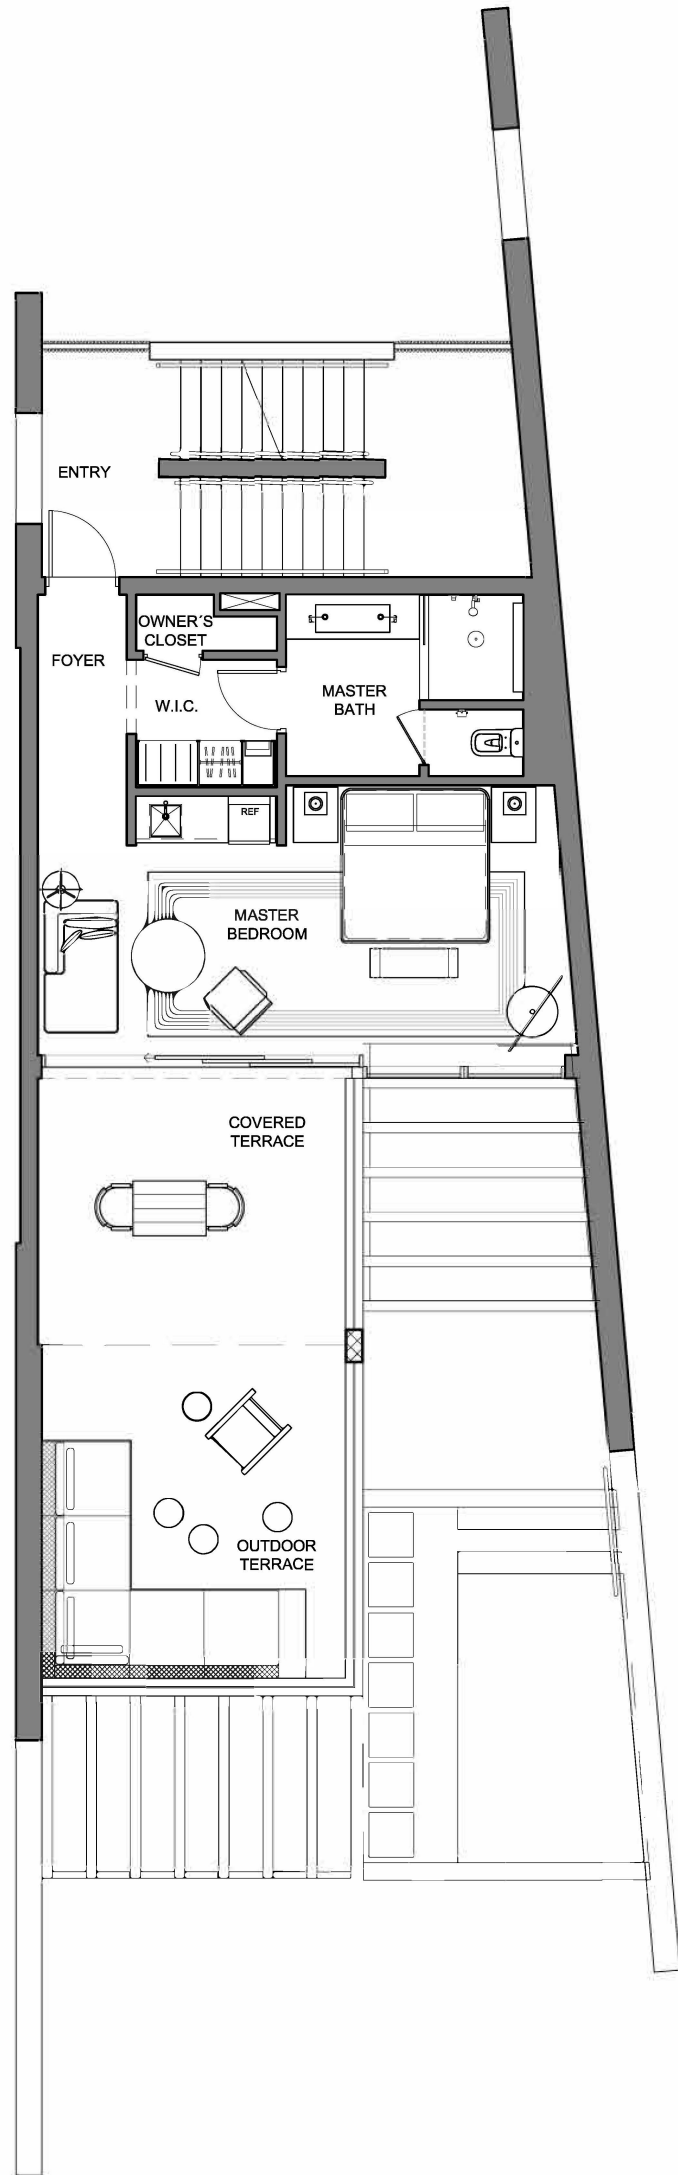 ENTRY
OWNER´S
CLOSET
FOYER
W.I.C.
MASTER
BATH
REF
MASTER
BEDROOM
COVERED
TERRACE
OUTDOOR
TERRACE